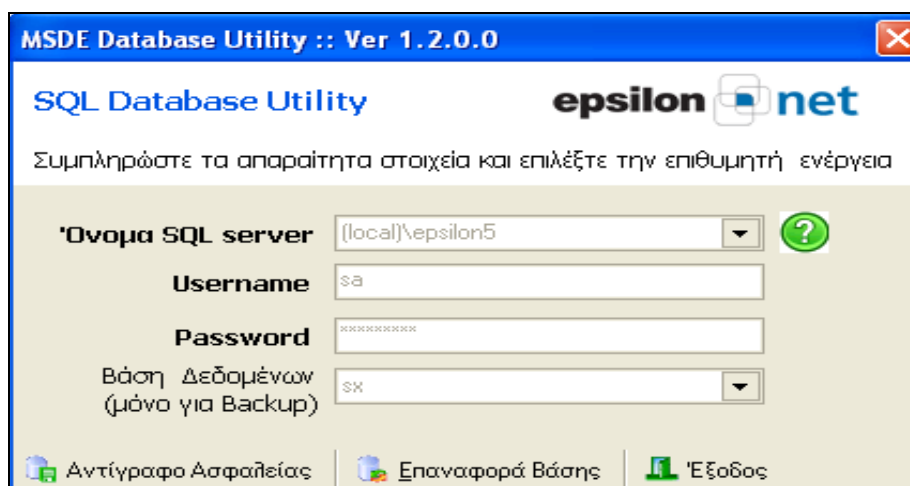 MSDE Database Utility :: Ver 1.2.0.0
SQL Database Utility epsilon net
Συμπληρώστε τα απαραίτητα στοιχεία και επιλέξτε την επιθυμητή ενέργεια
Όνομα SQL server (local)\epsilon5 ?
Username sa
Password *********
Βάση Δεδομένων
(μόνο για Backup) sx
Αντίγραφο Ασφαλείας Επαναφορά Βάσης Έξοδος